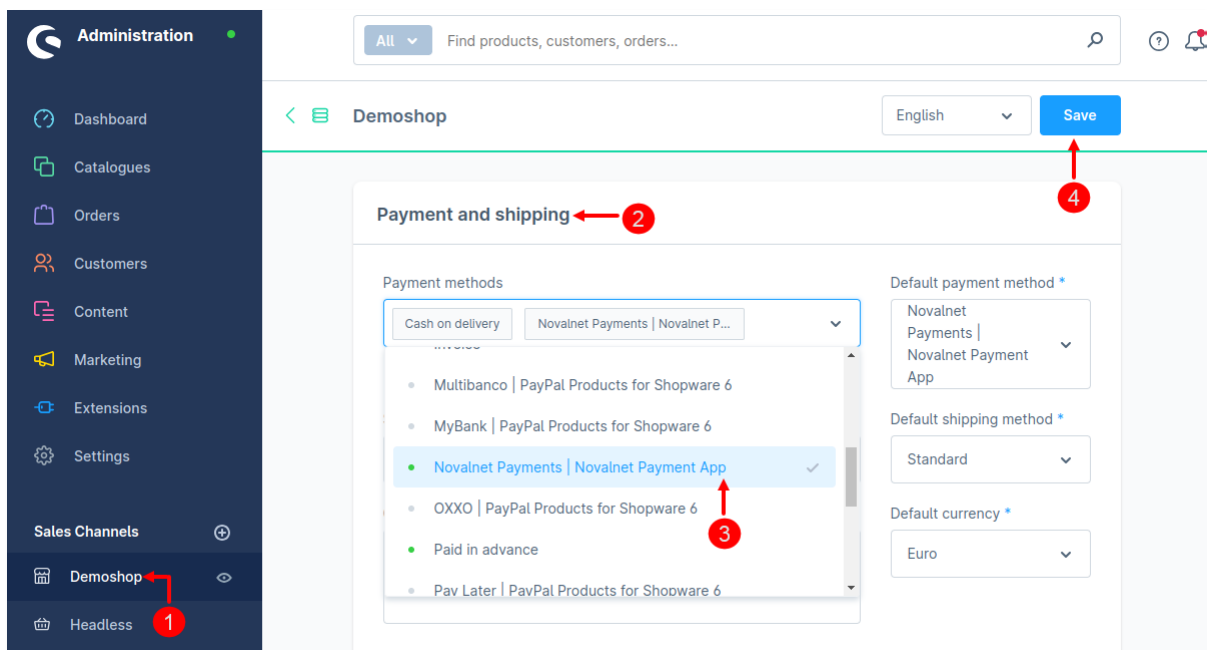 Administration
All
Find products, customers, orders...
Dashboard
Catalogues
Orders
Customers
Content
Marketing
Extensions
Settings
Sales Channels
Demoshop
1
Headless
Demoshop
English
Save
4
Payment and shipping
2
Payment methods
Cash on delivery
Novalnet Payments | Novalnet P...
Multibanco | PayPal Products for Shopware 6
MyBank | PayPal Products for Shopware 6
Novalnet Payments | Novalnet Payment App
OXXO | PayPal Products for Shopware 6
3
Paid in advance
Pay Later | PayPal Products for Shopware 6
Default payment method *
Novalnet
Payments |
Novalnet Payment
App
Default shipping method *
Standard
Default currency *
Euro